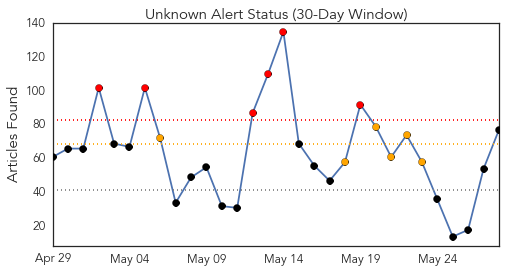 Unknown Alert Status (30-Day Window)
Articles Found
140
120
100
80
60
40
20
Apr 29 May 04 May 09 May 14 May 19 May 24